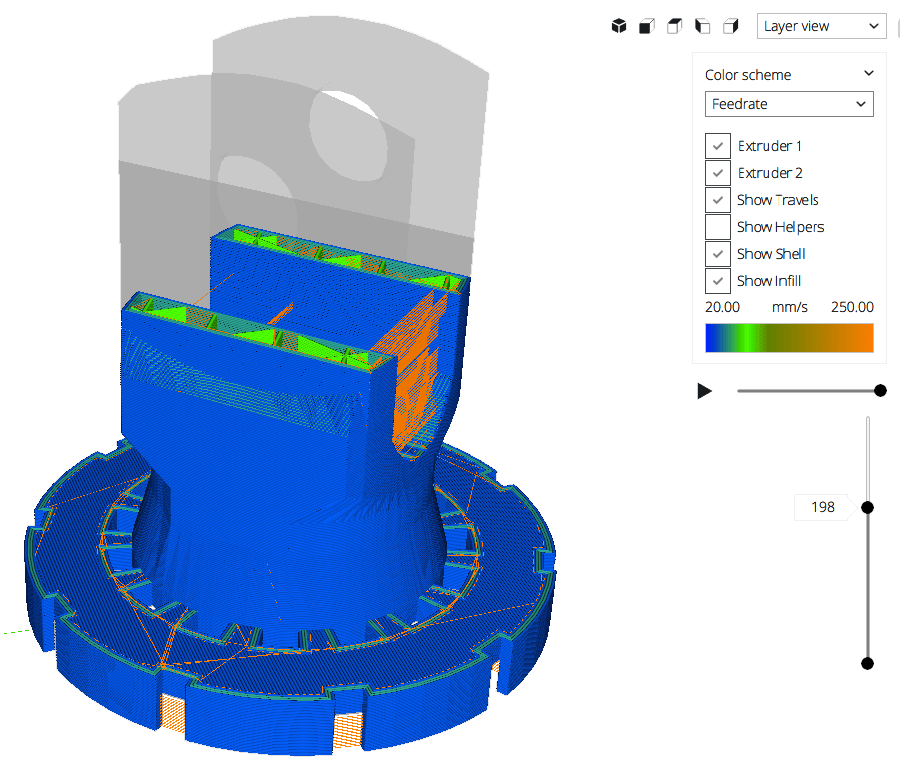 Layer view
Color scheme
Feedrate
Extruder 1
Extruder 2
Show Travels
Show Helpers
Show Shell
Show Infill
20.00 mm/s 250.00
198